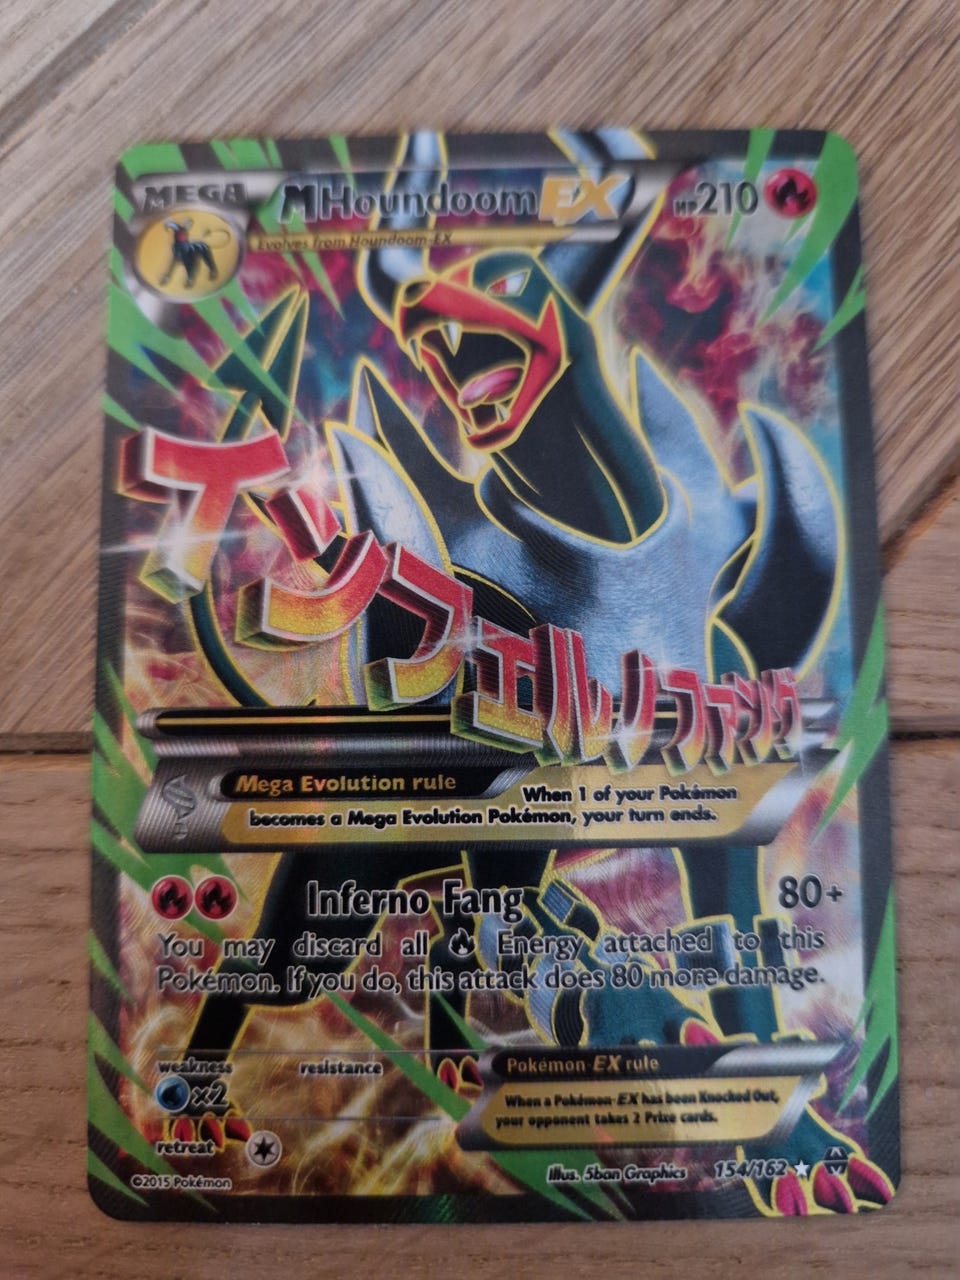 MEGA
M Houndoom EX
HP 210
Evolves from Houndoom-EX
インフェルノファング
Mega Evolution rule
When 1 of your Pokémon
becomes a Mega Evolution Pokémon, your turn ends.
Inferno Fang 80+
You may discard all Energy attached to this
Pokémon. If you do, this attack does 80 more damage.
weakness resistance
x2
Pokémon-EX rule
When a Pokémon-EX has been Knocked Out,
your opponent takes 2 Prize cards.
retreat
©2015 Pokémon
Illus. 5ban Graphics 154/162